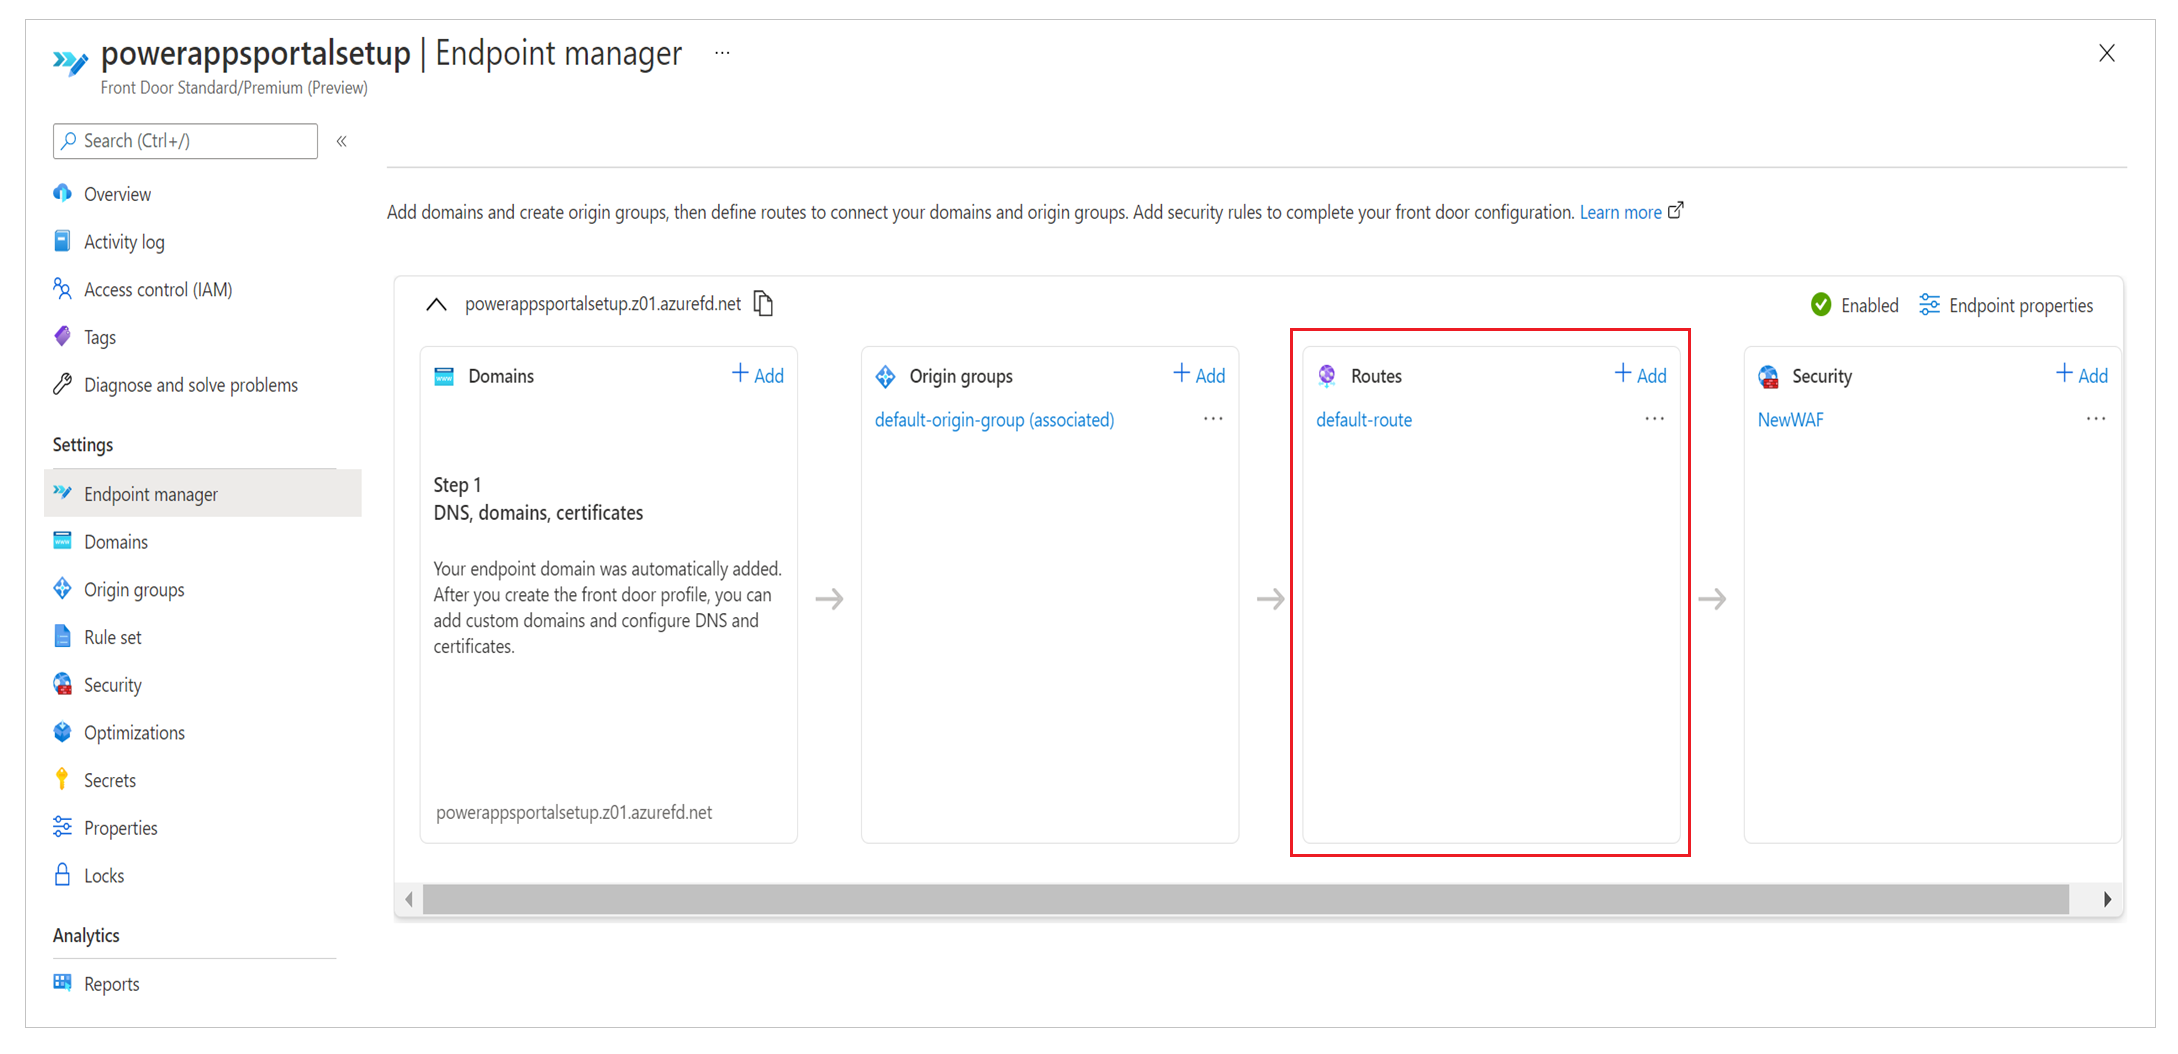 powerappsportalsetup | Endpoint manager ...
Front Door Standard/Premium (Preview)
Search (Ctrl+/)
«
Overview
Activity log
Access control (IAM)
Tags
Diagnose and solve problems
Settings
Endpoint manager
Domains
Origin groups
Rule set
Security
Optimizations
Secrets
Properties
Locks
Analytics
Reports
Add domains and create origin groups, then define routes to connect your domains and origin groups. Add security rules to complete your front door configuration. Learn more
powerappsportalsetup.z01.azurefd.net
Enabled
Endpoint properties
Domains
+ Add
Step 1
DNS, domains, certificates
Your endpoint domain was automatically added.
After you create the front door profile, you can
add custom domains and configure DNS and
certificates.
powerappsportalsetup.z01.azurefd.net
Origin groups
+ Add
default-origin-group (associated) ...
Routes
+ Add
default-route ...
Security
+ Add
NewWAF ...